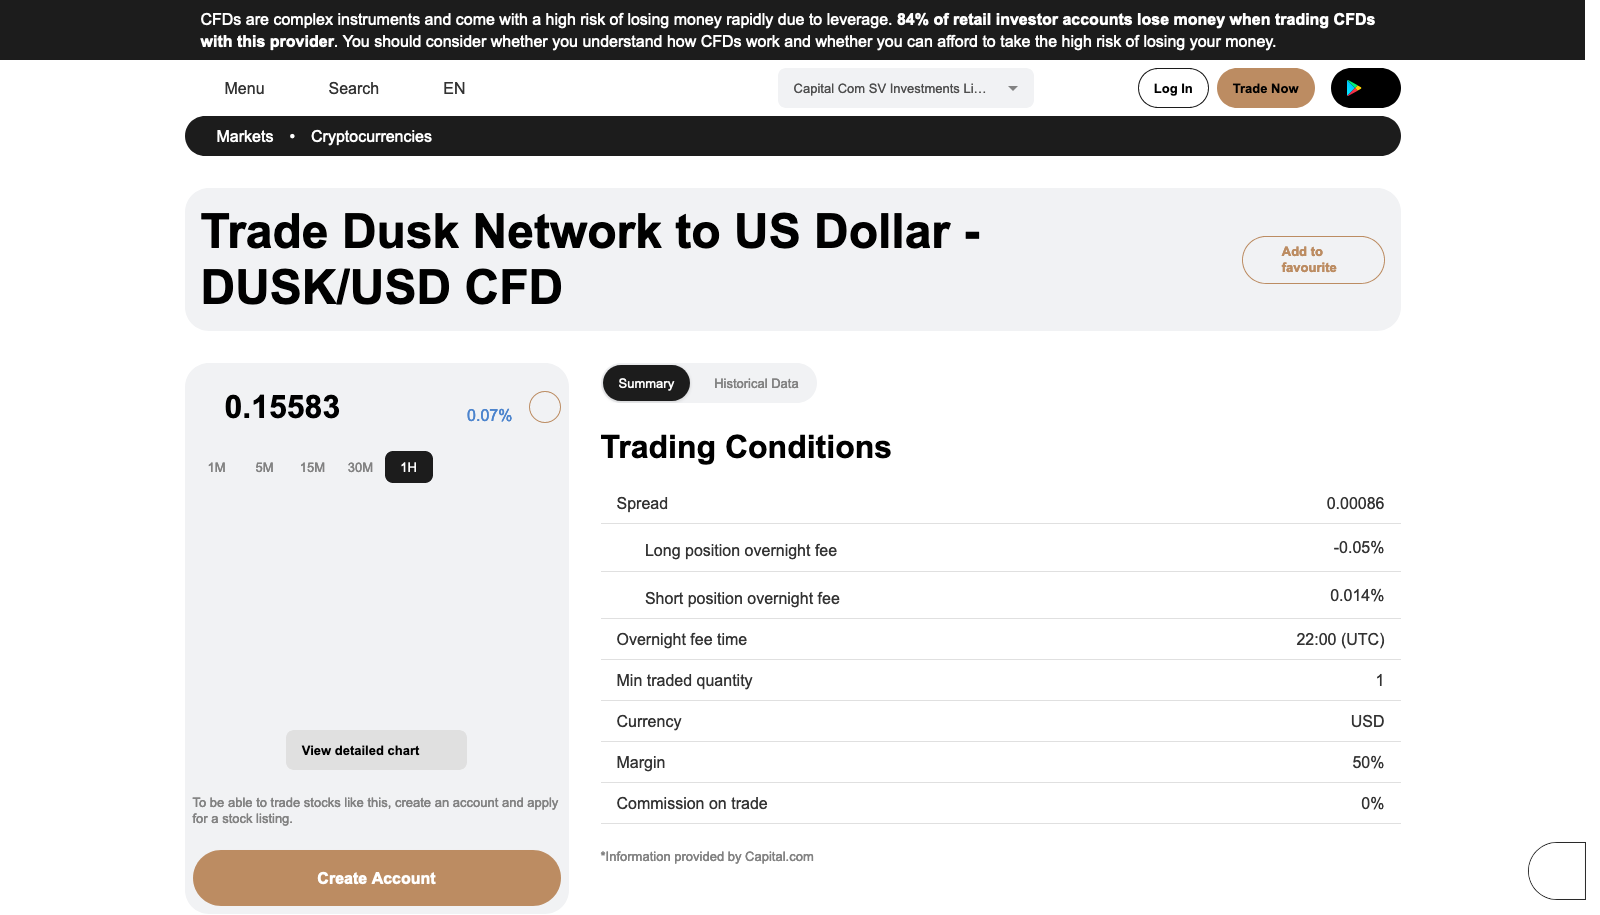 CFDs are complex instruments and come with a high risk of losing money rapidly due to leverage. 84% of retail investor accounts lose money when trading CFDs
with this provider. You should consider whether you understand how CFDs work and whether you can afford to take the high risk of losing your money.
Menu Search EN Capital Com SV Investments Li... Log In Trade Now
Markets • Cryptocurrencies
Trade Dusk Network to US Dollar -
DUSK/USD CFD
Add to
favourite
0.15583 0.07%
1M 5M 15M 30M 1H
View detailed chart
To be able to trade stocks like this, create an account and apply
for a stock listing.
Create Account
Summary Historical Data
Trading Conditions
Spread 0.00086
Long position overnight fee -0.05%
Short position overnight fee 0.014%
Overnight fee time 22:00 (UTC)
Min traded quantity 1
Currency USD
Margin 50%
Commission on trade 0%
*Information provided by Capital.com